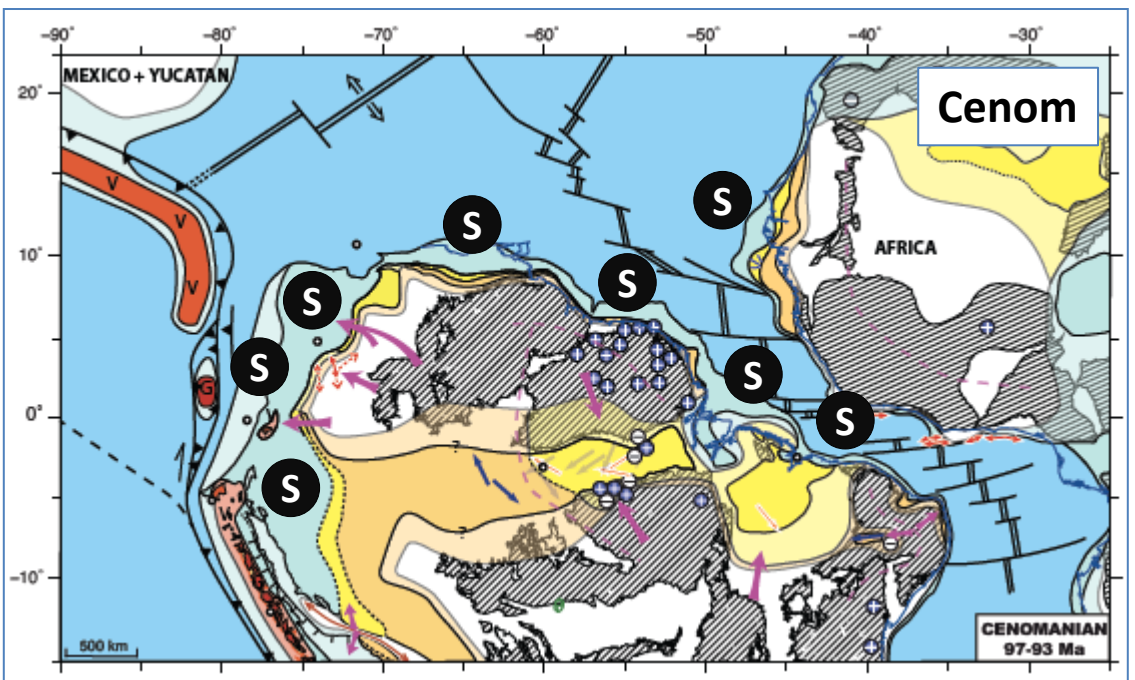 −90° −80° −70° −60° −50° −40° −30°
MEXICO + YUCATAN
20°
Cenom
V
S
S
V
10°
AFRICA
S
S
V
S
G
S
S
0°
?
S
?
−10°
CENOMANIAN
97-93 Ma
500 km